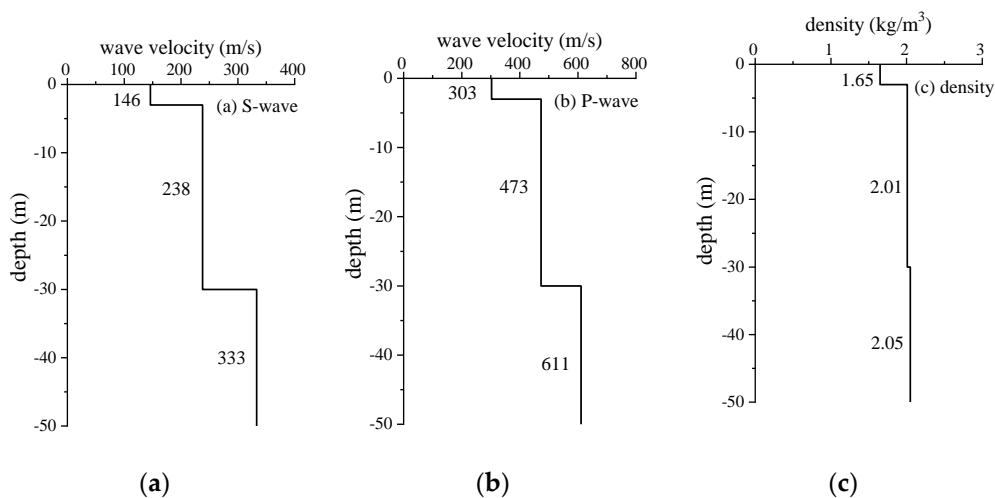 wave velocity (m/s)
0 100 200 300 400
146
(a) S-wave
-10
238
-20
-30
333
-40
-50
0
depth (m)
(a)
wave velocity (m/s)
0 200 400 600 800
0
303
(b) P-wave
-10
473
-20
-30
611
-40
-50
depth (m)
(b)
density (kg/m³)
0 1 2 3
0
1.65
(c) density
-10
2.01
-20
-30
2.05
-40
-50
depth (m)
(c)